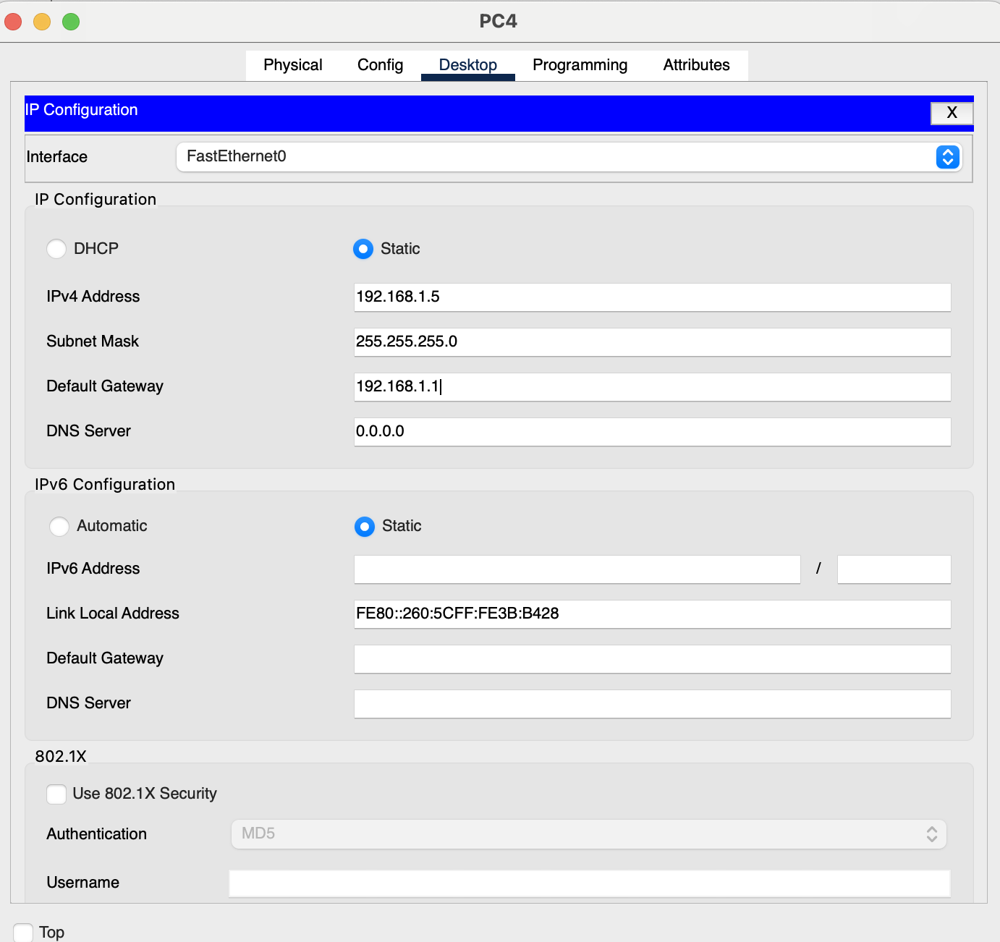 PC4
Physical Config Desktop Programming Attributes
IP Configuration X
Interface FastEthernet0
IP Configuration
DHCP Static
IPv4 Address 192.168.1.5
Subnet Mask 255.255.255.0
Default Gateway 192.168.1.1
DNS Server 0.0.0.0
IPv6 Configuration
Automatic Static
IPv6 Address /
Link Local Address FE80::260:5CFF:FE3B:B428
Default Gateway
DNS Server
802.1X
Use 802.1X Security
Authentication MD5
Username
Top